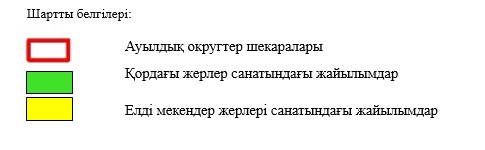 Шартты белгілері:
Ауылдық округтер шекаралары
Қордағы жерлер санатындағы жайылымдар
Елді мекендер жерлері санатындағы жайылымдар